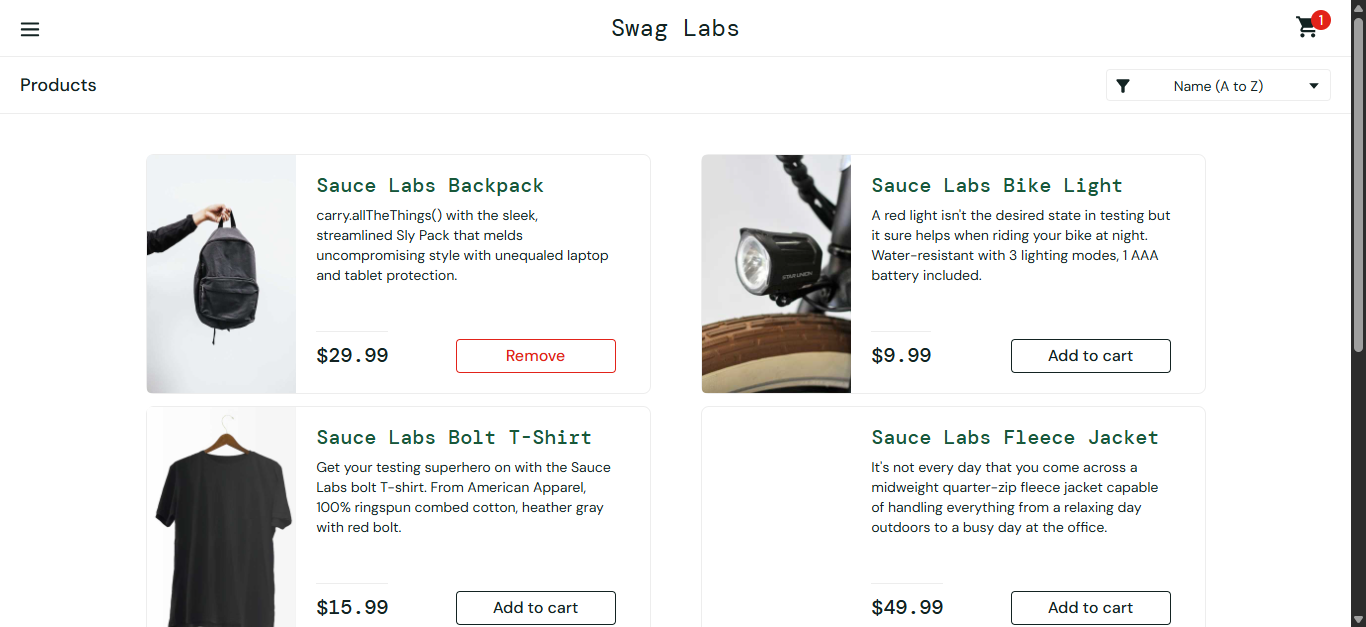 Swag Labs
1
Products
Name (A to Z)
Sauce Labs Backpack
carry.allTheThings() with the sleek,
streamlined Sly Pack that melds
uncompromising style with unequaled laptop
and tablet protection.
$29.99
Remove
Sauce Labs Bike Light
A red light isn't the desired state in testing but
it sure helps when riding your bike at night.
Water-resistant with 3 lighting modes, 1 AAA
battery included.
$9.99
Add to cart
STAR UNION
Sauce Labs Bolt T-Shirt
Get your testing superhero on with the Sauce
Labs bolt T-shirt. From American Apparel,
100% ringspun combed cotton, heather gray
with red bolt.
$15.99
Add to cart
Sauce Labs Fleece Jacket
It's not every day that you come across a
midweight quarter-zip fleece jacket capable
of handling everything from a relaxing day
outdoors to a busy day at the office.
$49.99
Add to cart